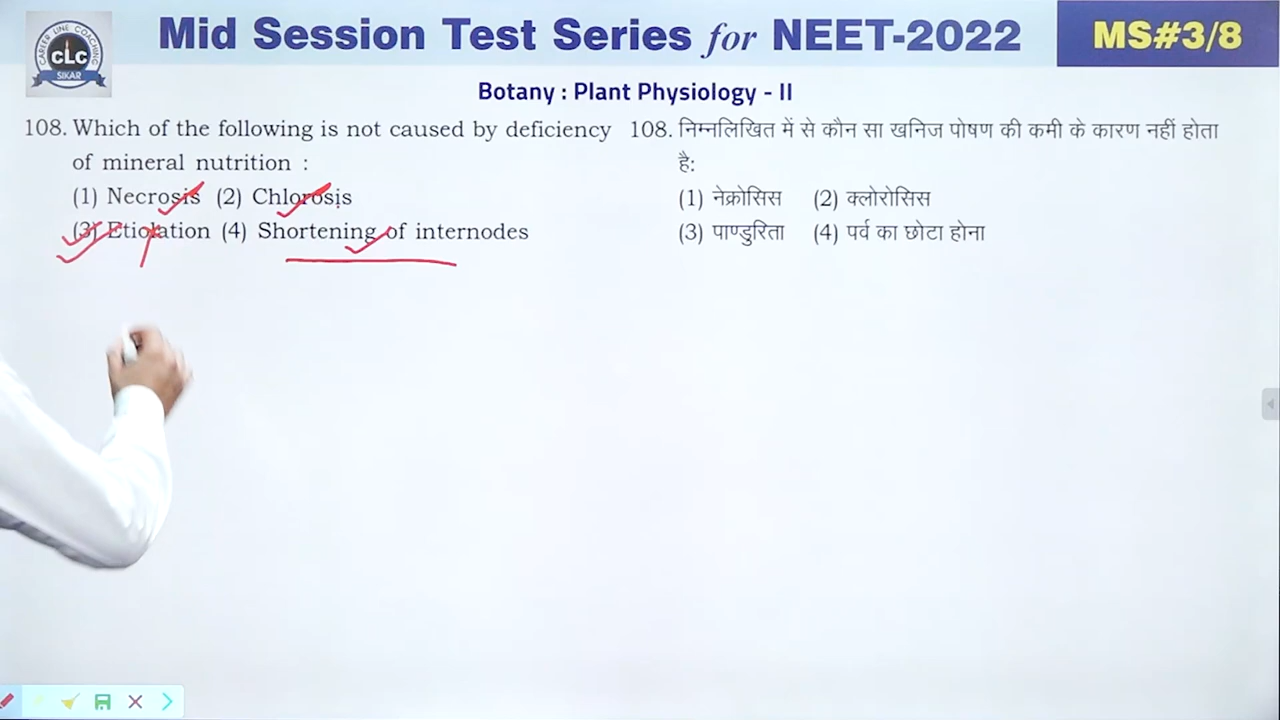 CAREER LINE COACHING
CLC
SIKAR
Mid Session Test Series for NEET-2022
MS#3/8
Botany : Plant Physiology - II
108. Which of the following is not caused by deficiency
of mineral nutrition :
(1) Necrosis (2) Chlorosis
(3) Etiolation (4) Shortening of internodes
108. निम्नलिखित में से कौन सा खनिज पोषण की कमी के कारण नहीं होता
है:
(1) नेक्रोसिस (2) क्लोरोसिस
(3) पाण्डुरिता (4) पर्व का छोटा होना